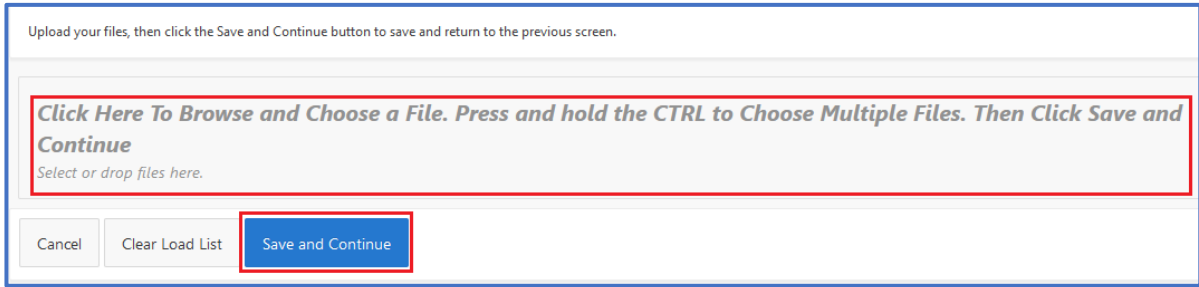 Upload your files, then click the Save and Continue button to save and return to the previous screen.
Click Here To Browse and Choose a File. Press and hold the CTRL to Choose Multiple Files. Then Click Save and
Continue
Select or drop files here.
Cancel Clear Load List Save and Continue